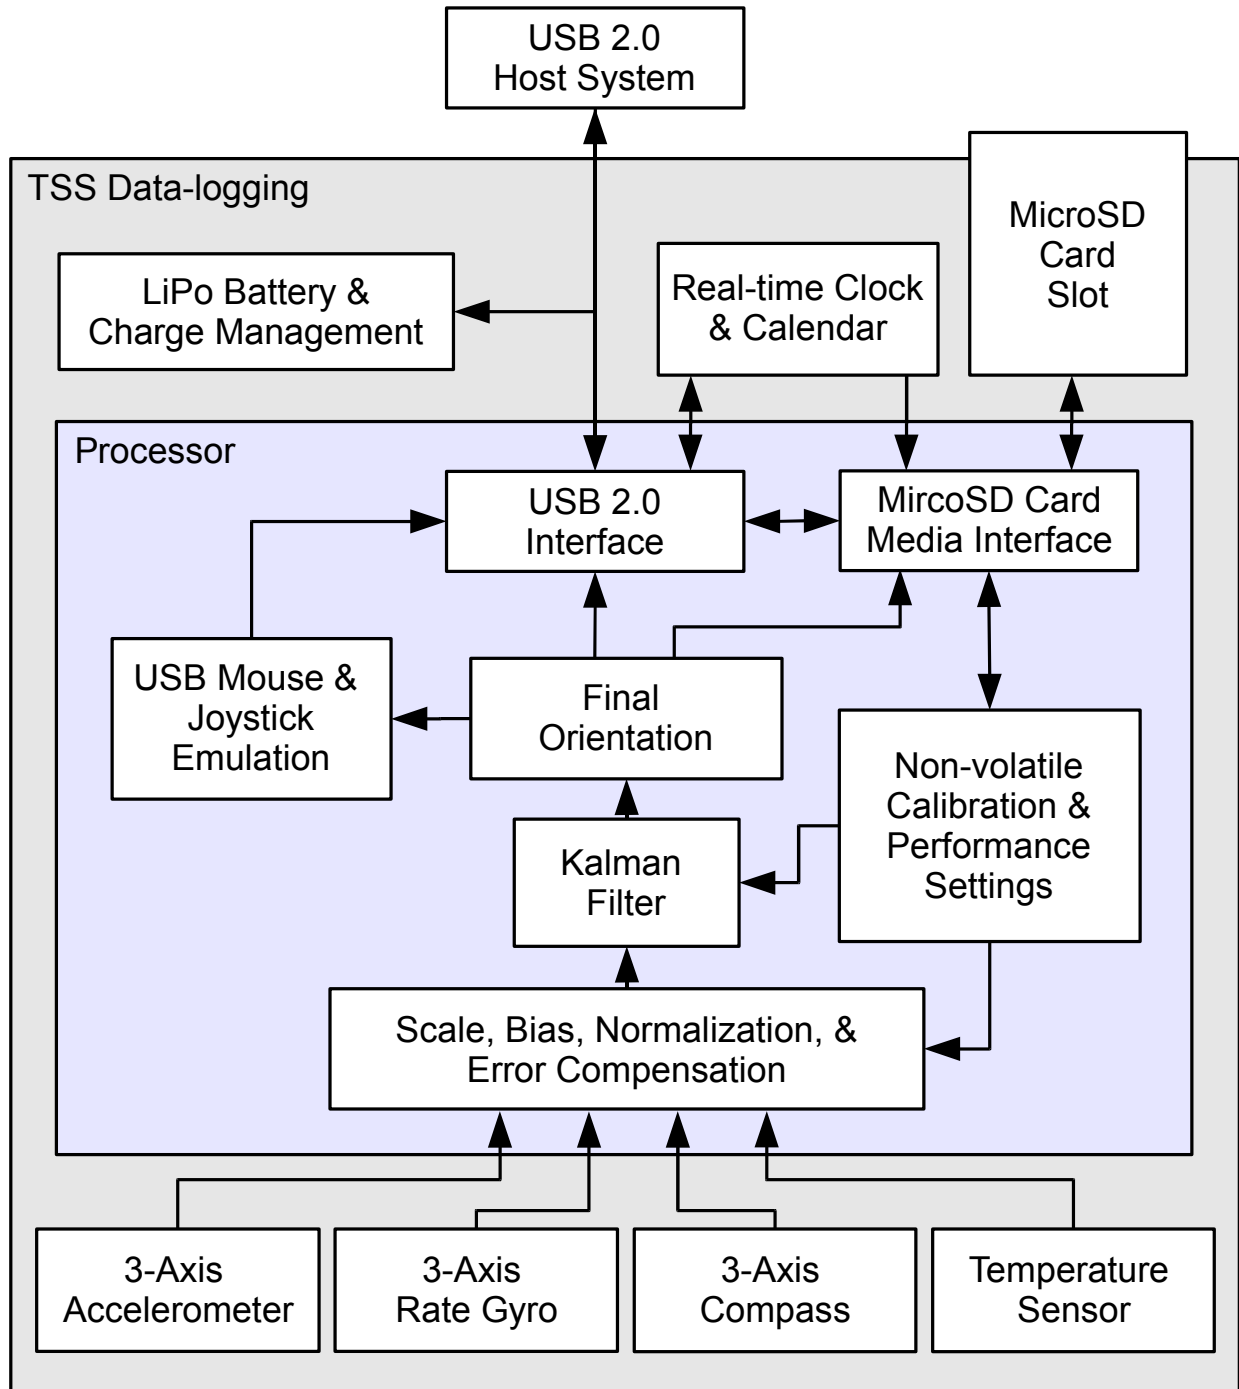 USB 2.0
Host System
TSS Data-logging
MicroSD
Card
Slot
LiPo Battery &
Charge Management
Real-time Clock
& Calendar
Processor
USB 2.0
Interface
MircoSD Card
Media Interface
USB Mouse &
Joystick
Emulation
Final
Orientation
Non-volatile
Calibration &
Performance
Settings
Kalman
Filter
Scale, Bias, Normalization, &
Error Compensation
3-Axis
Accelerometer
3-Axis
Rate Gyro
3-Axis
Compass
Temperature
Sensor